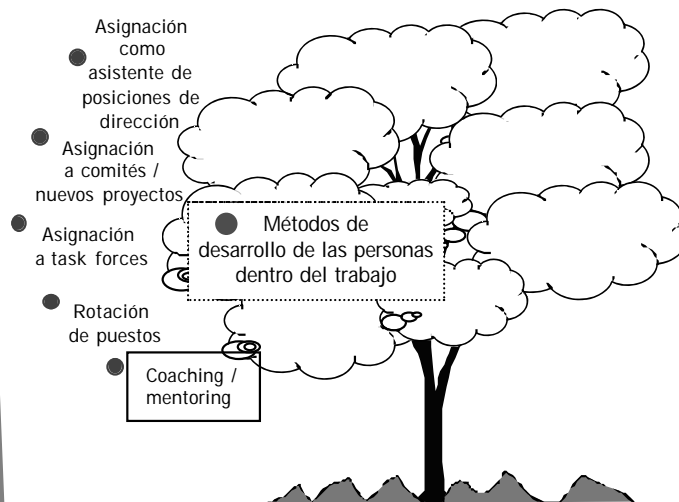 Asignación
como
asistente de
posiciones de
dirección
Asignación
a comités /
nuevos proyectos
Asignación
a task forces
Rotación
de puestos
Coaching /
mentoring
Métodos de
desarrollo de las personas
dentro del trabajo